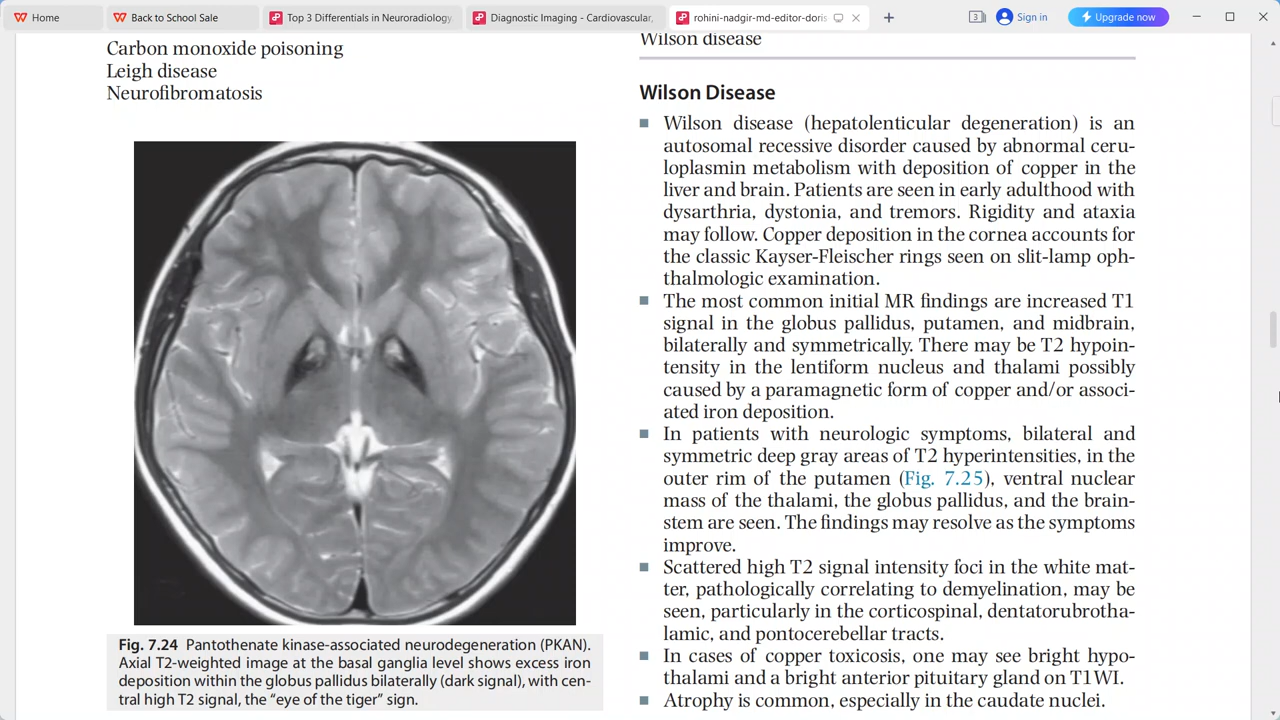 Home
Back to School Sale
Top 3 Differentials in Neuroradiology
Diagnostic Imaging - Cardiovascular,
rohini-nadgir-md-editor-doris
3
Sign in
Upgrade now
Carbon monoxide poisoning
Leigh disease
Neurofibromatosis
Fig. 7.24 Pantothenate kinase-associated neurodegeneration (PKAN).
Axial T2-weighted image at the basal ganglia level shows excess iron
deposition within the globus pallidus bilaterally (dark signal), with cen-
tral high T2 signal, the “eye of the tiger” sign.
Wilson disease
Wilson Disease
Wilson disease (hepatolenticular degeneration) is an
autosomal recessive disorder caused by abnormal ceru-
loplasmin metabolism with deposition of copper in the
liver and brain. Patients are seen in early adulthood with
dysarthria, dystonia, and tremors. Rigidity and ataxia
may follow. Copper deposition in the cornea accounts for
the classic Kayser-Fleischer rings seen on slit-lamp oph-
thalmologic examination.
The most common initial MR findings are increased T1
signal in the globus pallidus, putamen, and midbrain,
bilaterally and symmetrically. There may be T2 hypoin-
tensity in the lentiform nucleus and thalami possibly
caused by a paramagnetic form of copper and/or associ-
ated iron deposition.
In patients with neurologic symptoms, bilateral and
symmetric deep gray areas of T2 hyperintensities, in the
outer rim of the putamen (Fig. 7.25), ventral nuclear
mass of the thalami, the globus pallidus, and the brain-
stem are seen. The findings may resolve as the symptoms
improve.
Scattered high T2 signal intensity foci in the white mat-
ter, pathologically correlating to demyelination, may be
seen, particularly in the corticospinal, dentatorubrotha-
lamic, and pontocerebellar tracts.
In cases of copper toxicosis, one may see bright hypo-
thalami and a bright anterior pituitary gland on T1WI.
Atrophy is common, especially in the caudate nuclei.